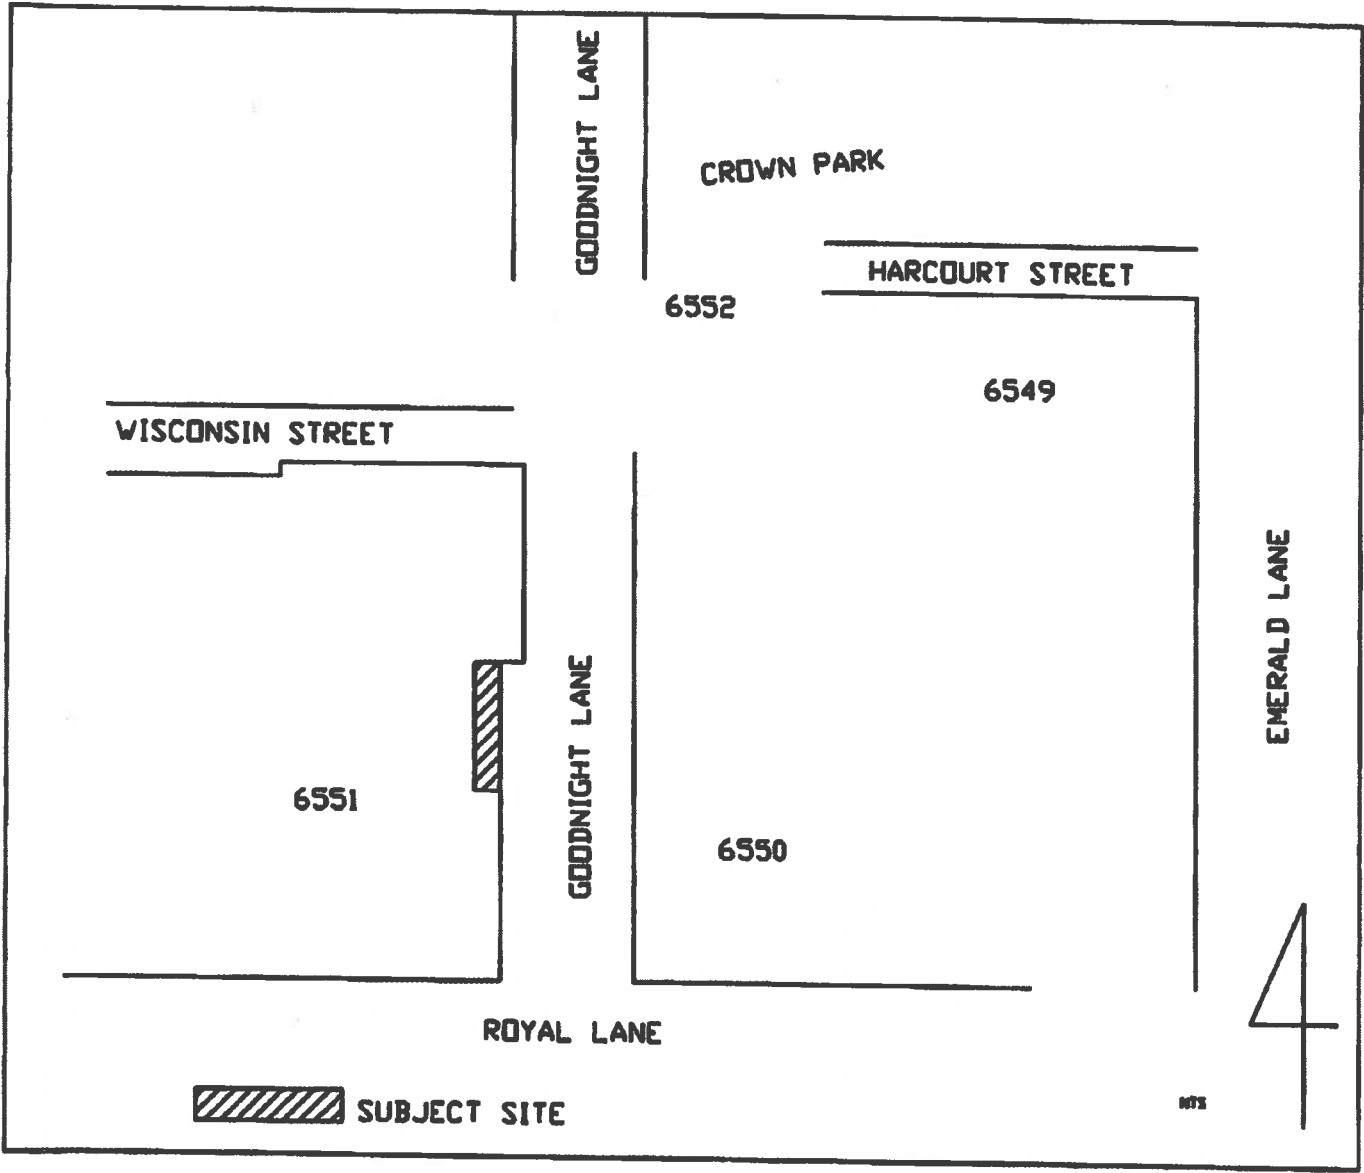 GOODNIGHT LANE
CROWN PARK
HARCOURT STREET
6552
6549
WISCONSIN STREET
EMERALD LANE
GOODNIGHT LANE
6551
6550
ROYAL LANE
SUBJECT SITE
NTS